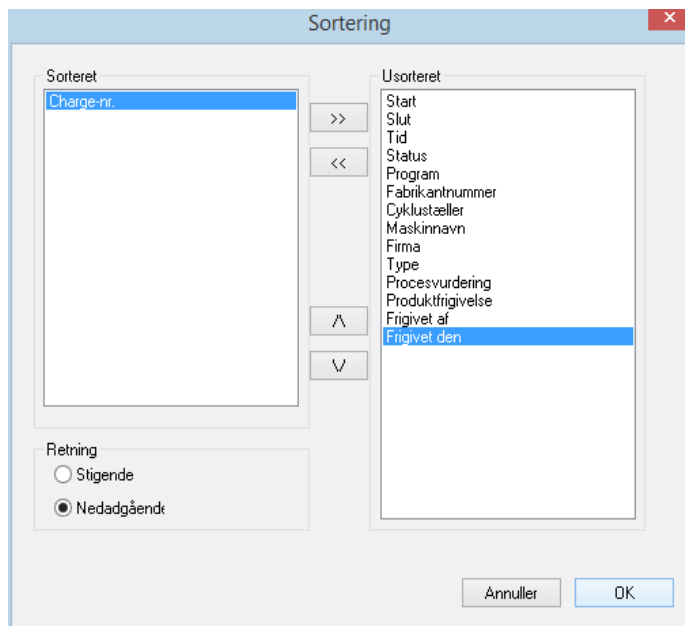 Sortering
Sorteret
Charge-nr.
>>
<<
/\
\/
Usorteret
Start
Slut
Tid
Status
Program
Fabrikantnummer
Cyklustæller
Maskinnavn
Firma
Type
Procesvurdering
Produktfrigivelse
Frigivet af
Frigivet den
Retning
Stigende
Nedadgående
Annuller
OK